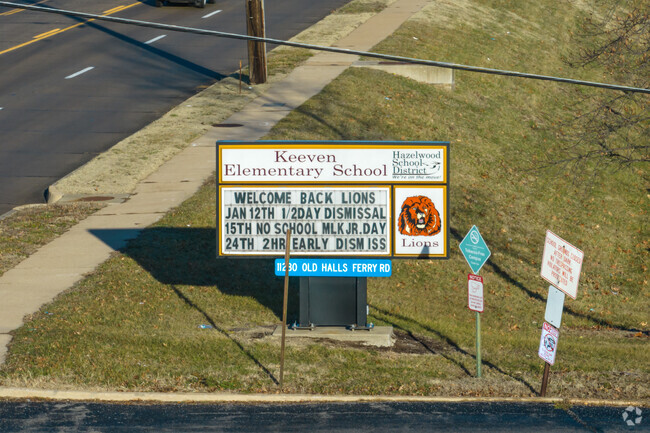 Keeven
Elementary School
Hazelwood
School
District
WELCOME BACK LIONS
JAN 12TH 1/2DAY DISMISSAL
15TH NO SCHOOL MLKJR.DAY
24TH 2HR EARLY DISMISS
Lions
11230 OLD HALLS FERRY RD